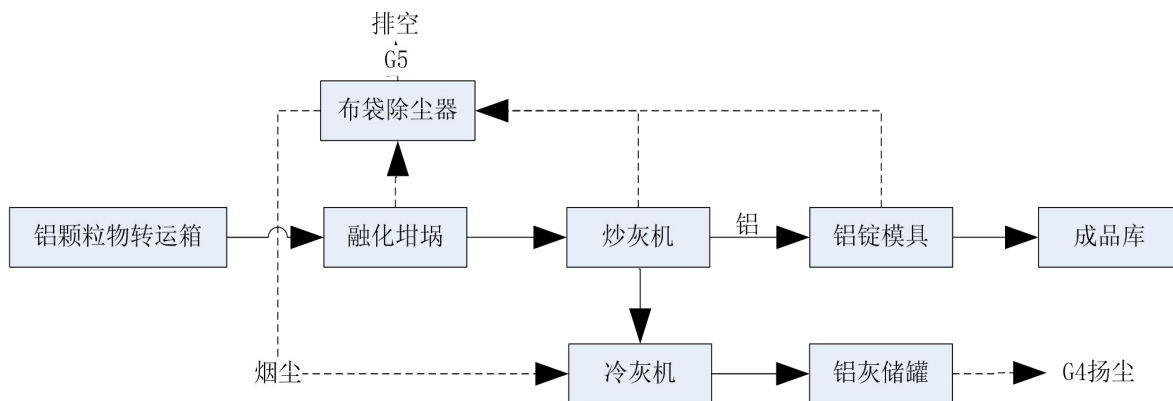 排空
G5
布袋除尘器
铝颗粒物转运箱
融化坩埚
炒灰机
铝
铝锭模具
成品库
烟尘
冷灰机
铝灰储罐
G4扬尘